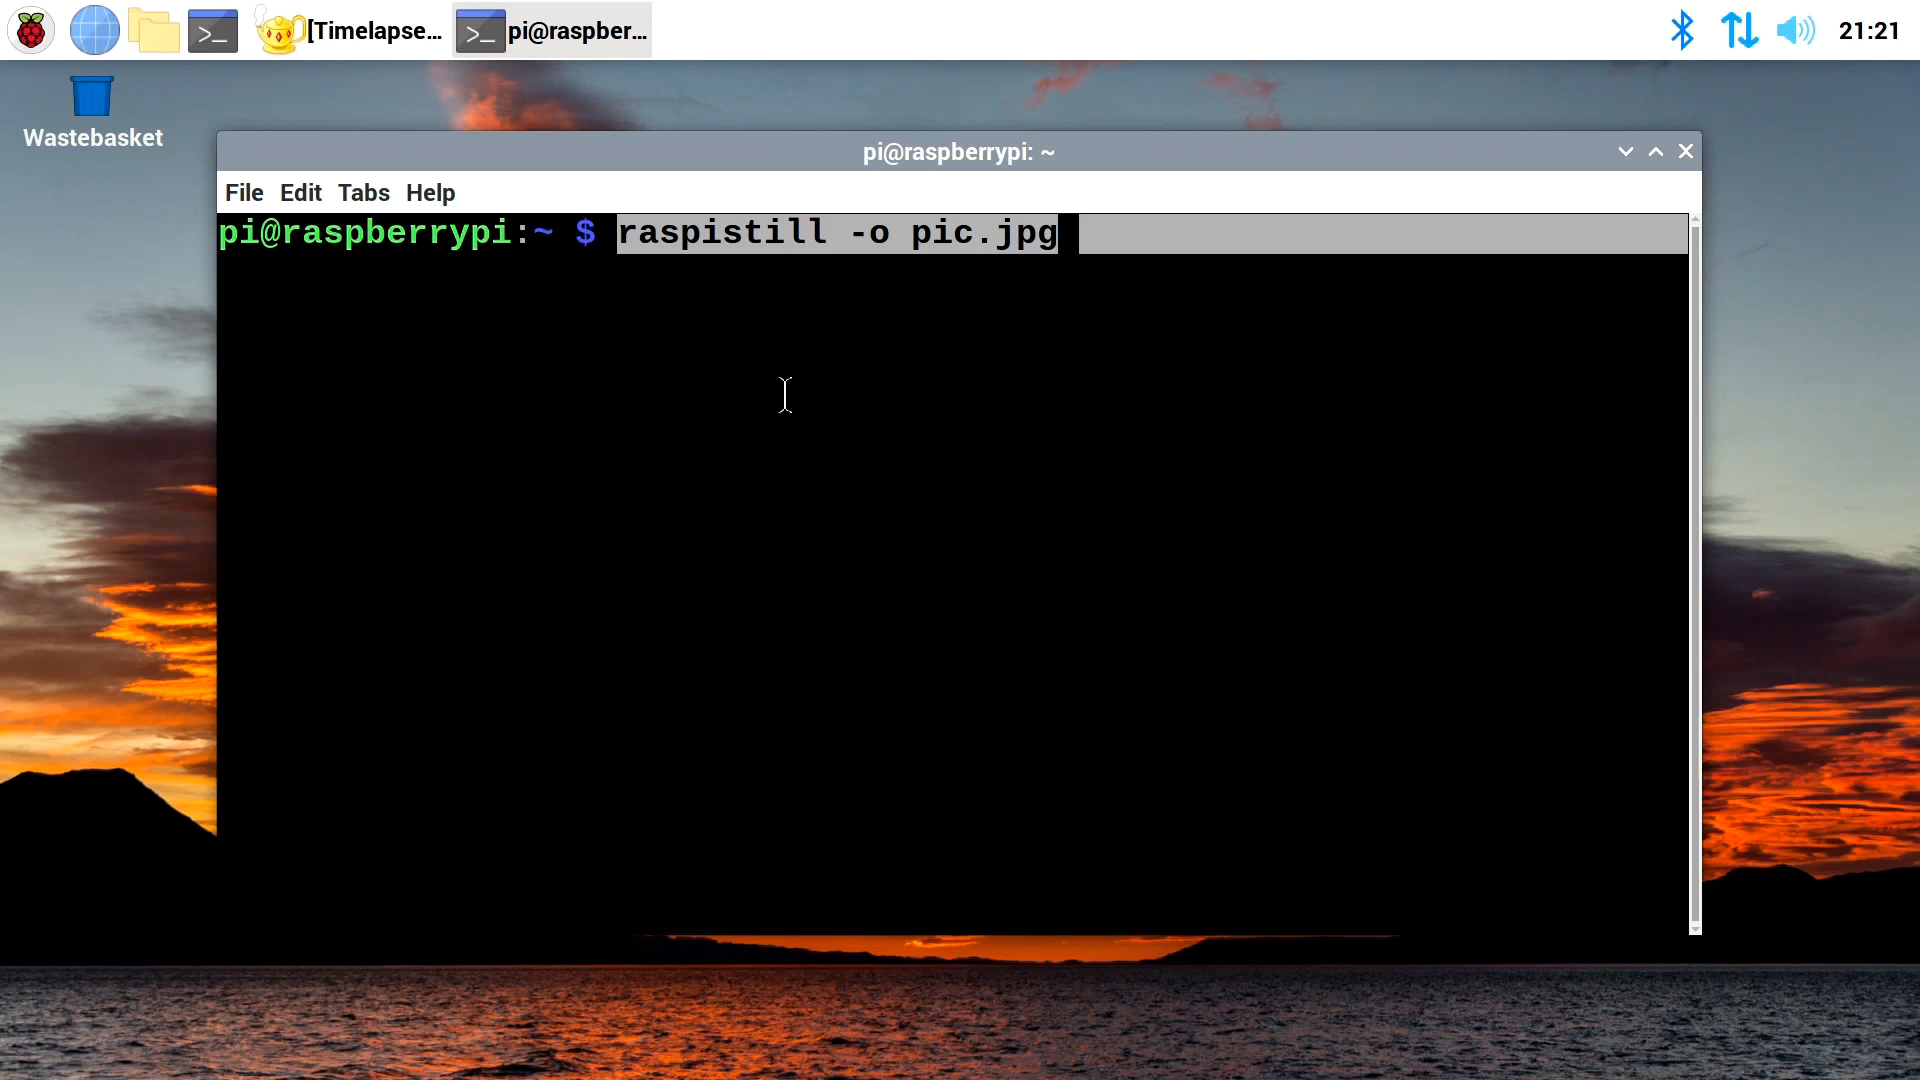 [Timelapse... pi@raspber... 21:21
Wastebasket
pi@raspberrypi: ~
File Edit Tabs Help
pi@raspberrypi:~ $ raspistill -o pic.jpg